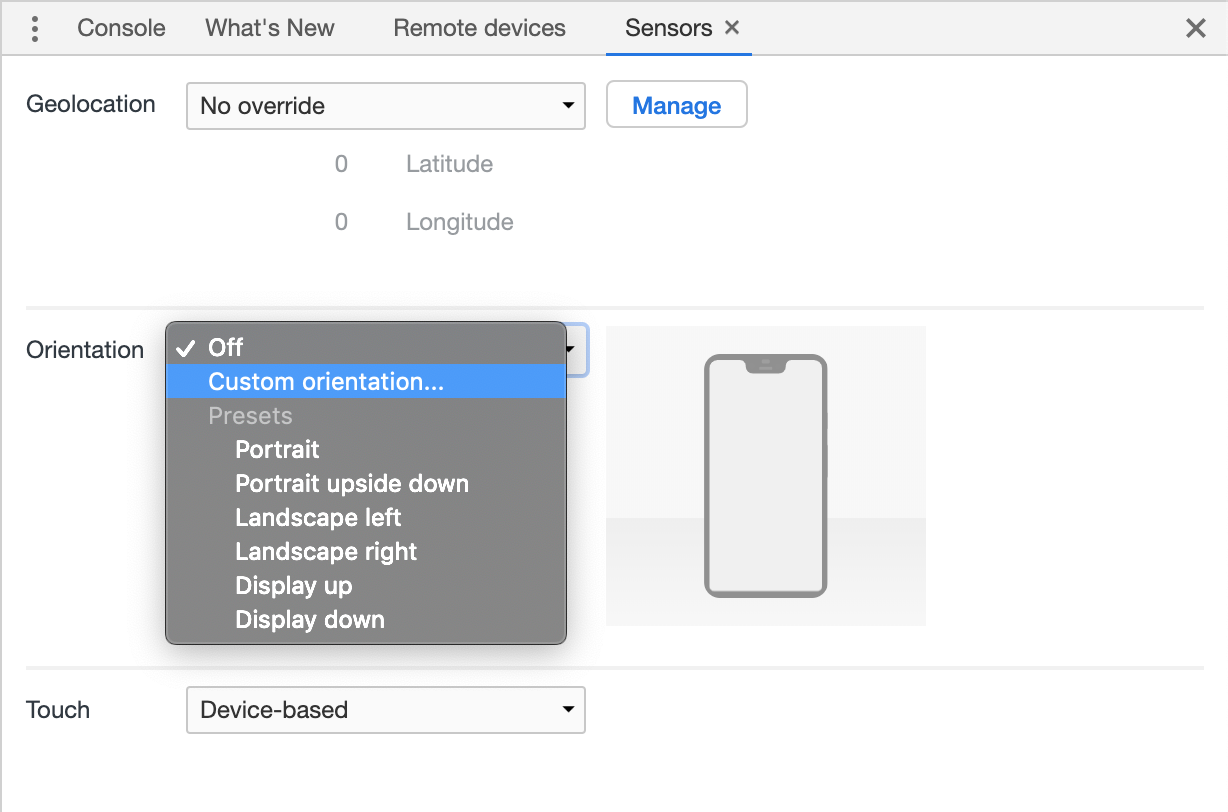 Console What's New Remote devices Sensors
Geolocation No override Manage
0 Latitude
0 Longitude
Orientation Off
Custom orientation...
Presets
Portrait
Portrait upside down
Landscape left
Landscape right
Display up
Display down
Touch Device-based